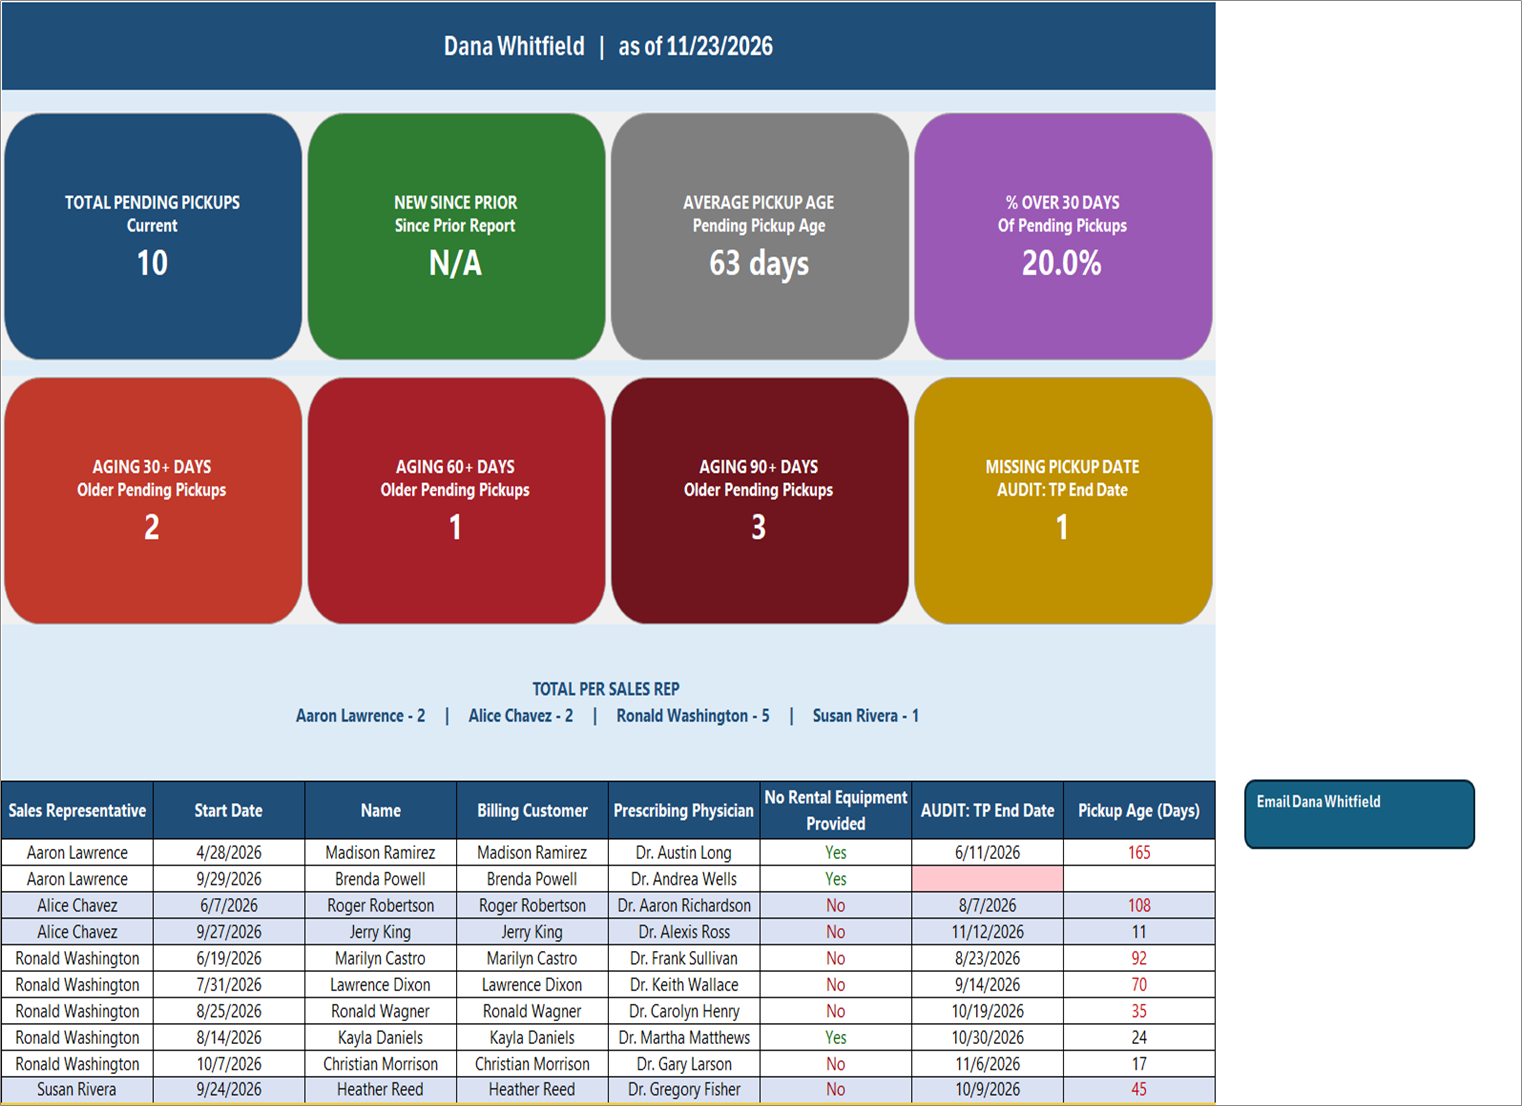 Dana Whitfield | as of 11/23/2026
TOTAL PENDING PICKUPS
Current
10
NEW SINCE PRIOR
Since Prior Report
N/A
AVERAGE PICKUP AGE
Pending Pickup Age
63 days
% OVER 30 DAYS
Of Pending Pickups
20.0%
AGING 30+ DAYS
Older Pending Pickups
2
AGING 60+ DAYS
Older Pending Pickups
1
AGING 90+ DAYS
Older Pending Pickups
3
MISSING PICKUP DATE
AUDIT: TP End Date
1
TOTAL PER SALES REP
Aaron Lawrence - 2 | Alice Chavez - 2 | Ronald Washington - 5 | Susan Rivera - 1
Sales Representative Start Date Name Billing Customer Prescribing Physician No Rental Equipment Provided AUDIT: TP End Date Pickup Age (Days)
Aaron Lawrence 4/28/2026 Madison Ramirez Madison Ramirez Dr. Austin Long Yes 6/11/2026 165
Aaron Lawrence 9/29/2026 Brenda Powell Brenda Powell Dr. Andrea Wells Yes
Alice Chavez 6/7/2026 Roger Robertson Roger Robertson Dr. Aaron Richardson No 8/7/2026 108
Alice Chavez 9/27/2026 Jerry King Jerry King Dr. Alexis Ross No 11/12/2026 11
Ronald Washington 6/19/2026 Marilyn Castro Marilyn Castro Dr. Frank Sullivan No 8/23/2026 92
Ronald Washington 7/31/2026 Lawrence Dixon Lawrence Dixon Dr. Keith Wallace No 9/14/2026 70
Ronald Washington 8/25/2026 Ronald Wagner Ronald Wagner Dr. Carolyn Henry No 10/19/2026 35
Ronald Washington 8/14/2026 Kayla Daniels Kayla Daniels Dr. Martha Matthews Yes 10/30/2026 24
Ronald Washington 10/7/2026 Christian Morrison Christian Morrison Dr. Gary Larson No 11/6/2026 17
Susan Rivera 9/24/2026 Heather Reed Heather Reed Dr. Gregory Fisher No 10/9/2026 45
Email Dana Whitfield